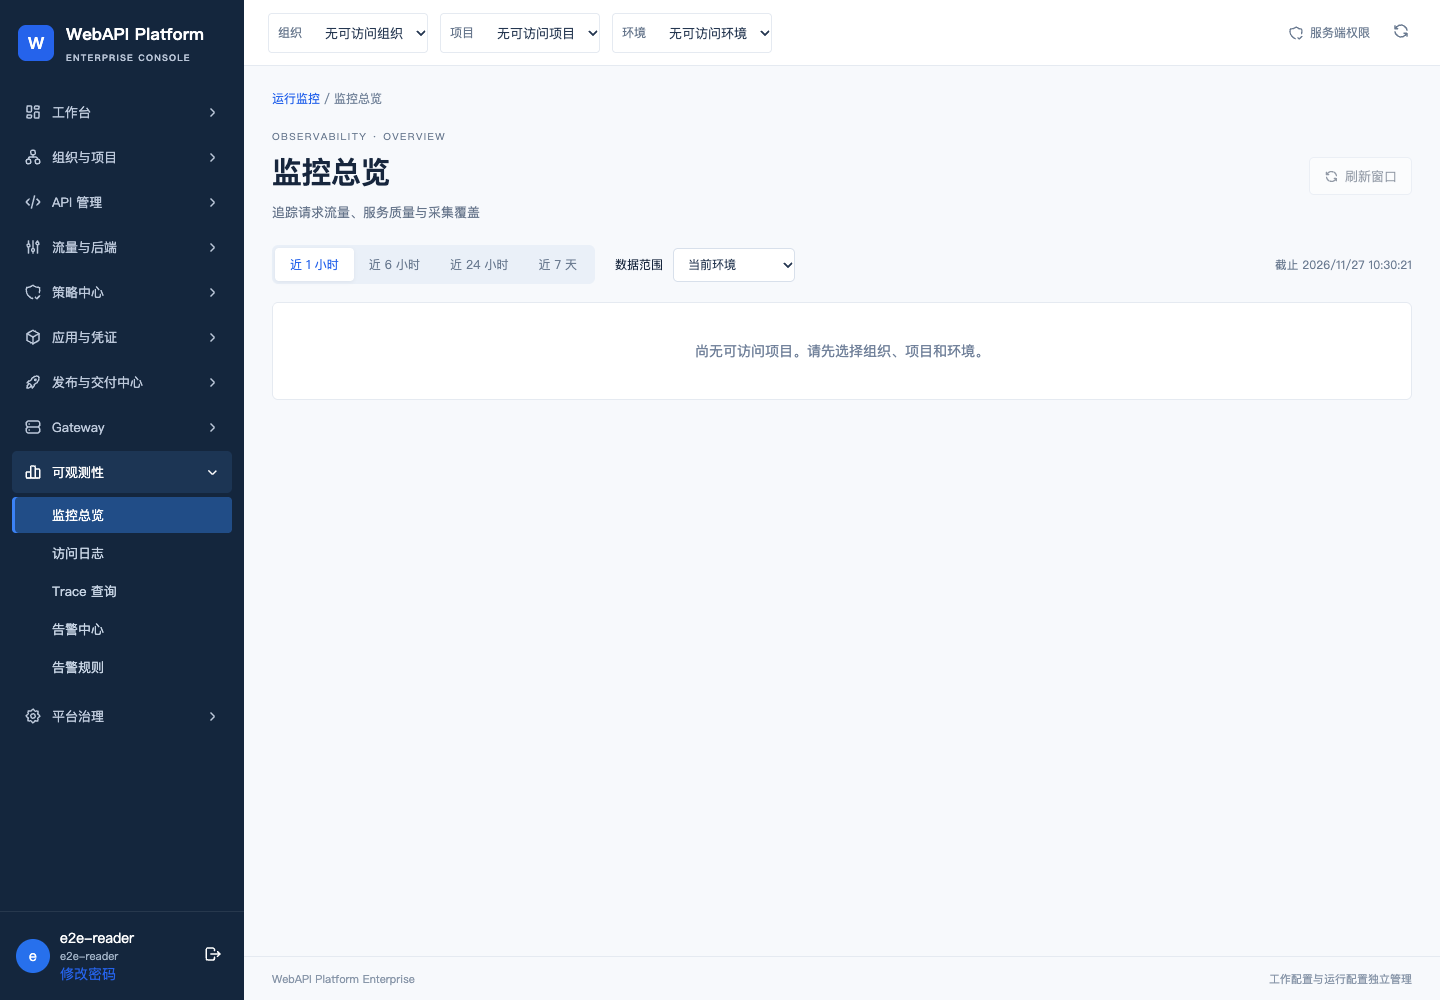 W
WebAPI Platform
ENTERPRISE CONSOLE
工作台
组织与项目
API 管理
流量与后端
策略中心
应用与凭证
发布与交付中心
Gateway
可观测性
监控总览
访问日志
Trace 查询
告警中心
告警规则
平台治理
e
e2e-reader
e2e-reader
修改密码
组织 无可访问组织
项目 无可访问项目
环境 无可访问环境
服务端权限
运行监控 / 监控总览
OBSERVABILITY · OVERVIEW
监控总览
追踪请求流量、服务质量与采集覆盖
刷新窗口
近 1 小时
近 6 小时
近 24 小时
近 7 天
数据范围
当前环境
截止 2026/11/27 10:30:21
尚无可访问项目。请先选择组织、项目和环境。
WebAPI Platform Enterprise
工作配置与运行配置独立管理